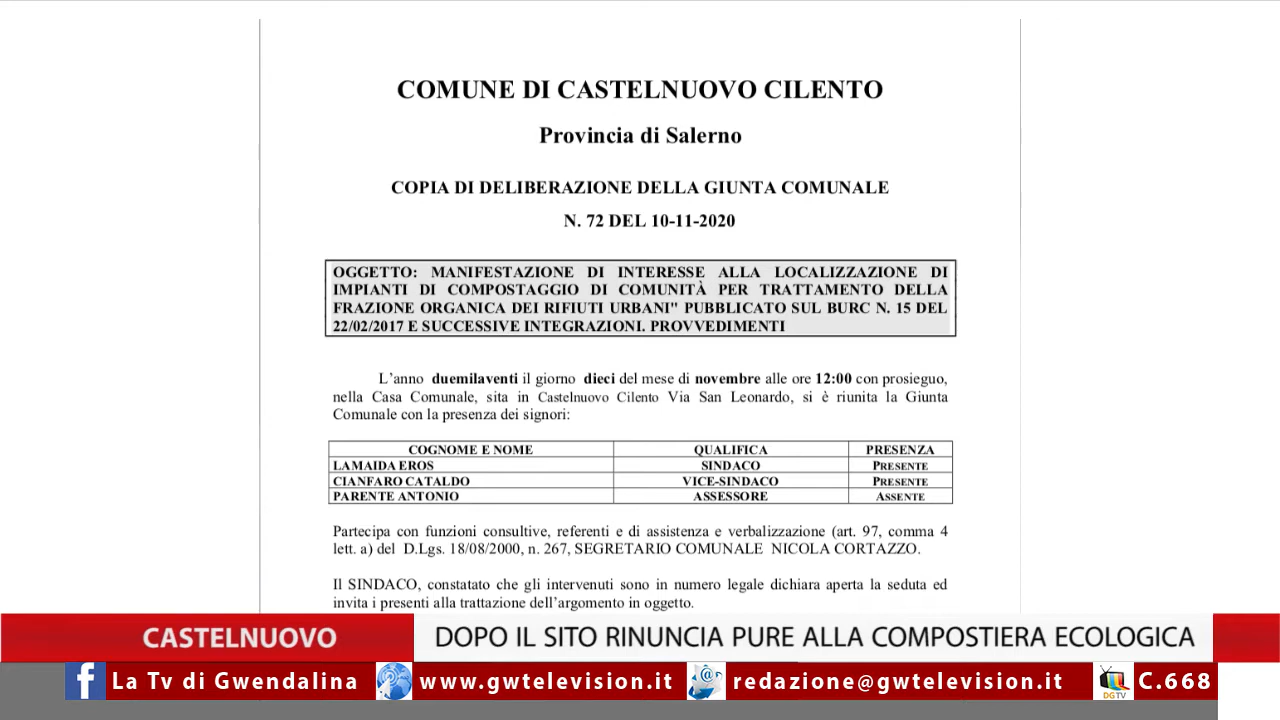 COMUNE DI CASTELNUOVO CILENTO
Provincia di Salerno
COPIA DI DELIBERAZIONE DELLA GIUNTA COMUNALE
N. 72 DEL 10-11-2020
OGGETTO: MANIFESTAZIONE DI INTERESSE ALLA LOCALIZZAZIONE DI
IMPIANTI DI COMPOSTAGGIO DI COMUNITÀ PER TRATTAMENTO DELLA
FRAZIONE ORGANICA DEI RIFIUTI URBANI" PUBBLICATO SUL BURC N. 15 DEL
22/02/2017 E SUCCESSIVE INTEGRAZIONI. PROVVEDIMENTI
L'anno duemilaventi il giorno dieci del mese di novembre alle ore 12:00 con prosieguo,
nella Casa Comunale, sita in Castelnuovo Cilento Via San Leonardo, si è riunita la Giunta
Comunale con la presenza dei signori:
COGNOME E NOME QUALIFICA PRESENZA
LAMAIDA EROS SINDACO PRESENTE
CIANFARO CATALDO VICE-SINDACO PRESENTE
PARENTE ANTONIO ASSESSORE ASSENTE
Partecipa con funzioni consultive, referenti e di assistenza e verbalizzazione (art. 97, comma 4
lett. a) del D.Lgs. 18/08/2000, n. 267, SEGRETARIO COMUNALE NICOLA CORTAZZO.
Il SINDACO, constatato che gli intervenuti sono in numero legale dichiara aperta la seduta ed
invita i presenti alla trattazione dell'argomento in oggetto.
CASTELNUOVO DOPO IL SITO RINUNCIA PURE ALLA COMPOSTIERA ECOLOGICA
f La Tv di Gwendalina www.gwtelevision.it redazione@gwtelevision.it DGTV C.668